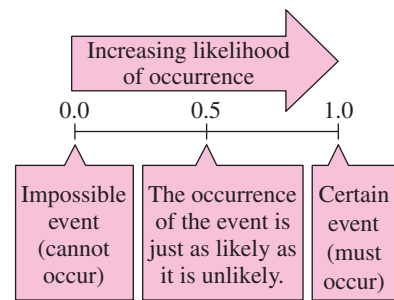 Increasing likelihood
of occurrence
0.0 0.5 1.0
Impossible
event
(cannot
occur)
The occurrence
of the event is
just as likely as
it is unlikely.
Certain
event
(must
occur)